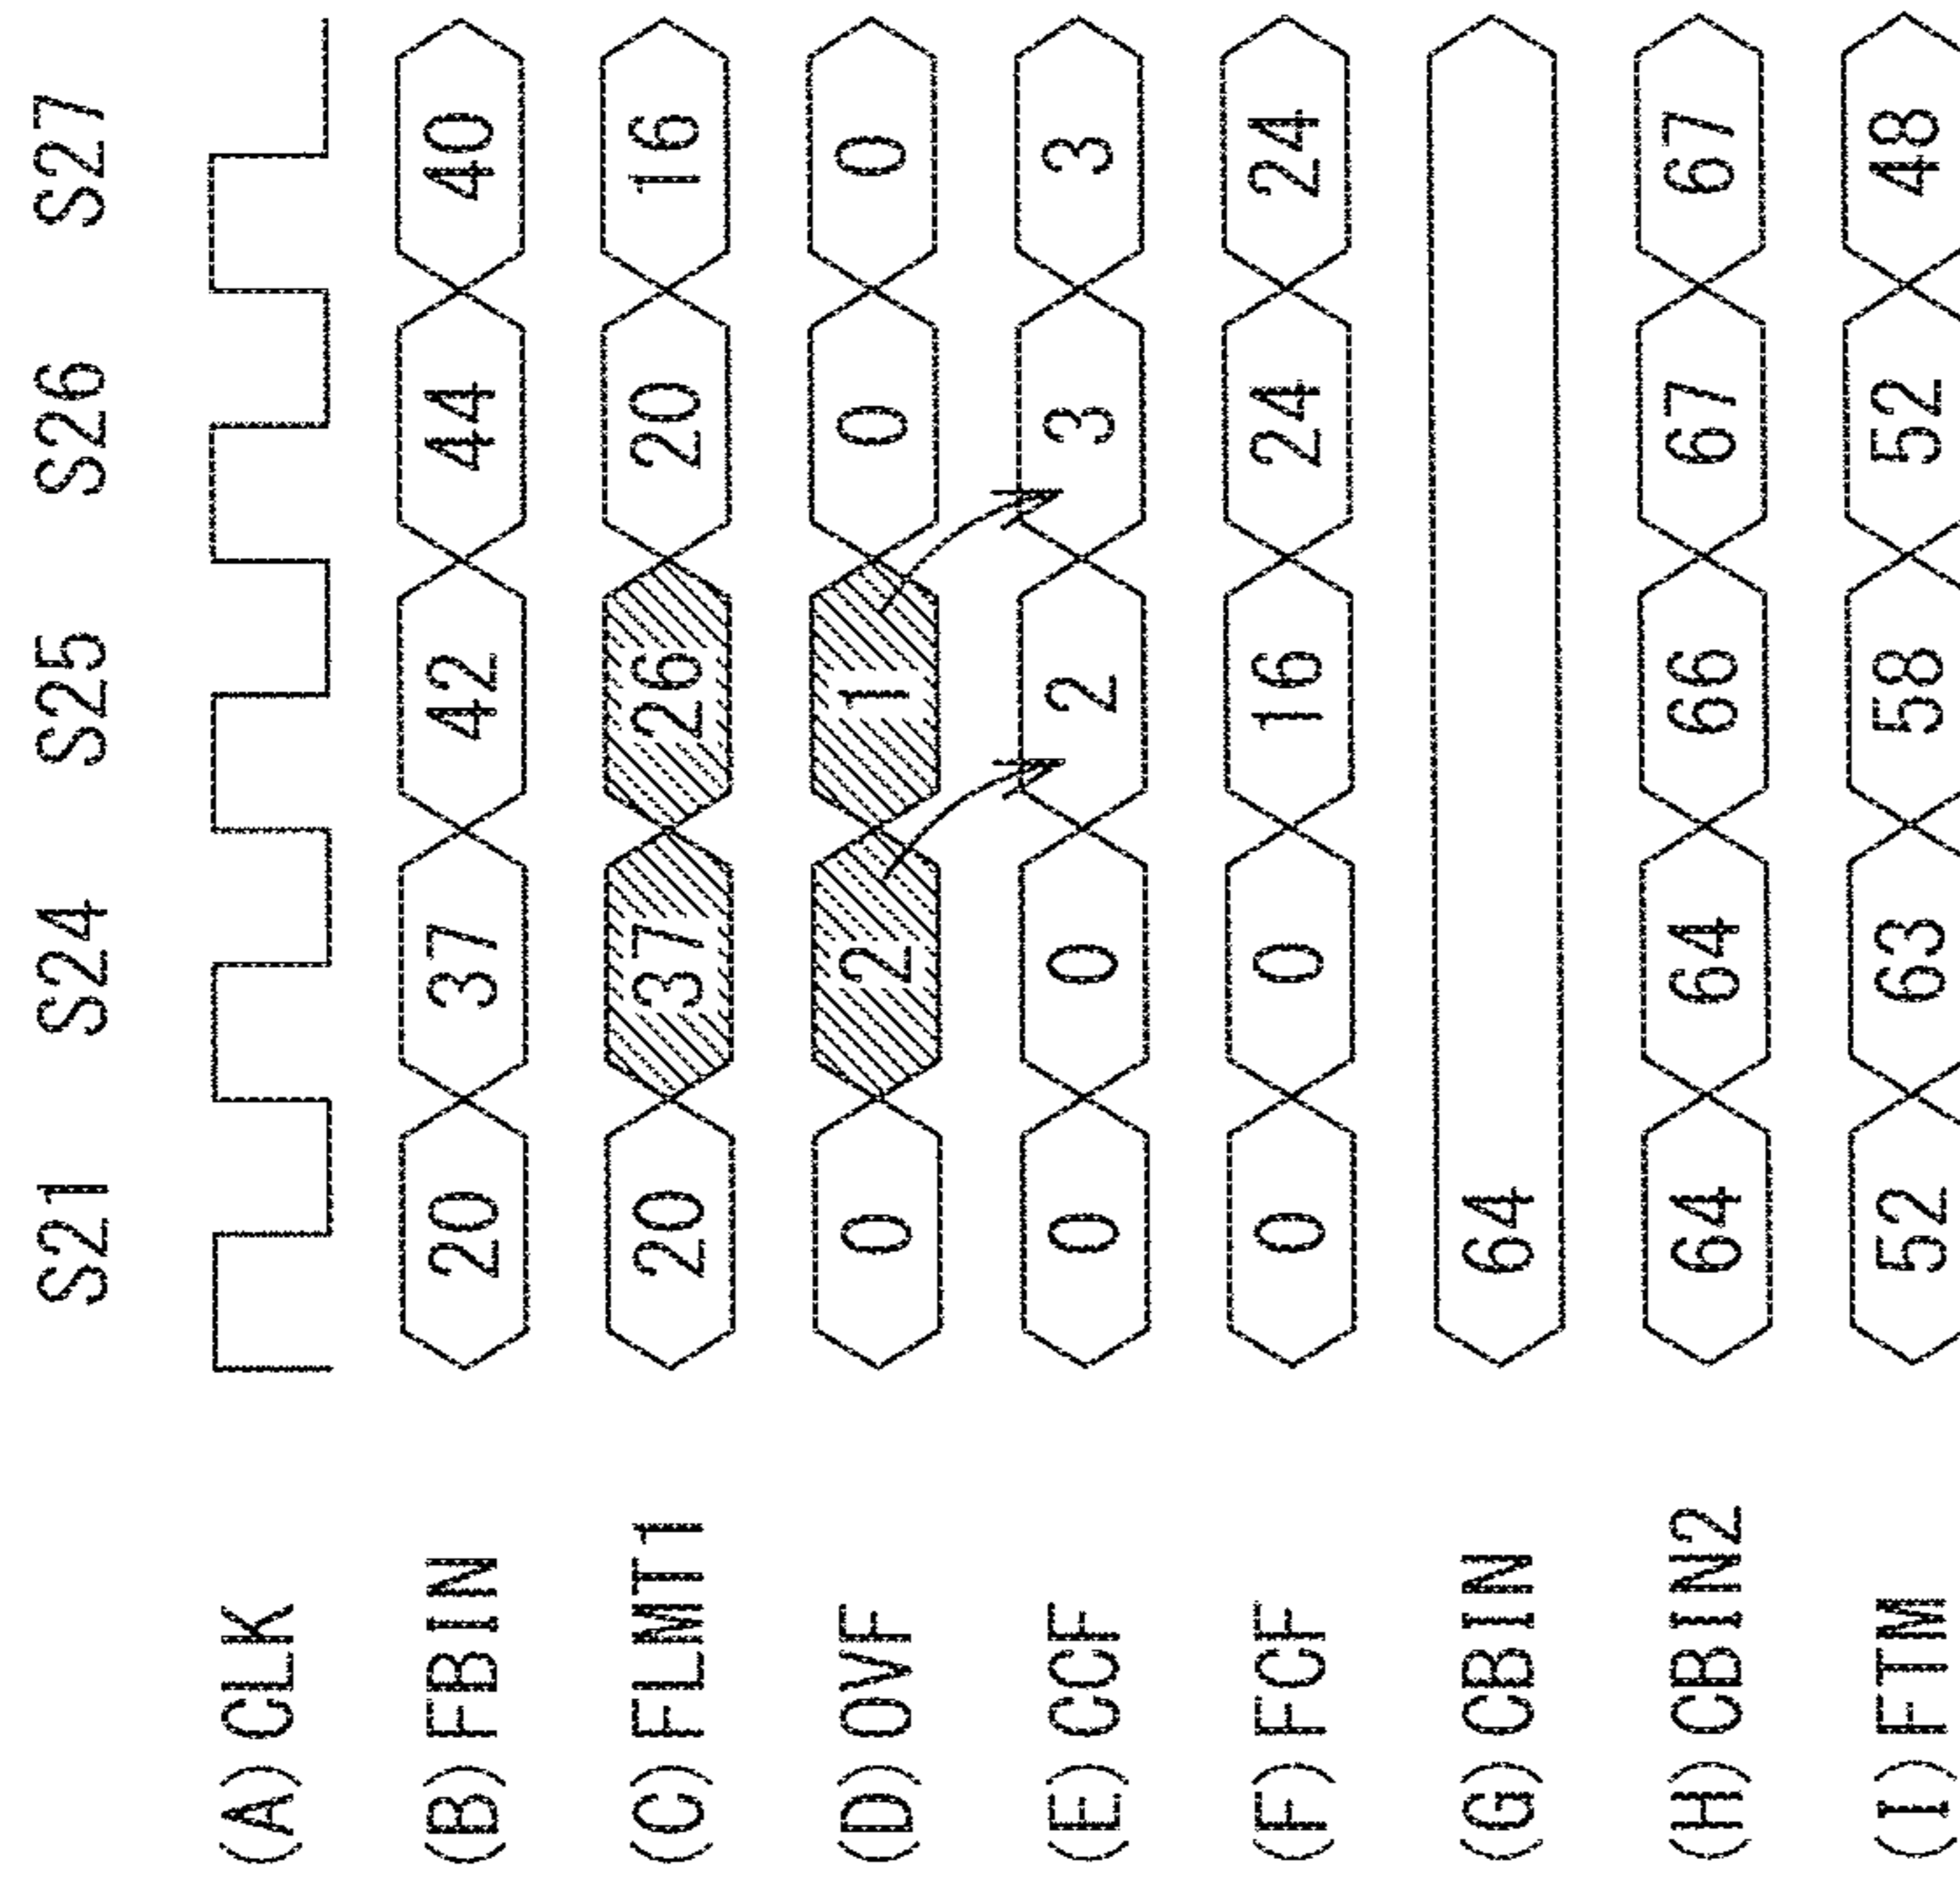 S21 S24 S25 S26 S27
(A)CLK
(B)FBIN 20 37 42 44 40
(C)FLMT1 20 37 26 20 16
(D)OVF 0 2 1 0 0
(E)CCF 0 0 2 3 3
(F)FCF 0 0 16 24 24
(G)CBIN 64
(H)CBIN2 64 64 66 67 67
(I)FTM 52 63 58 52 48